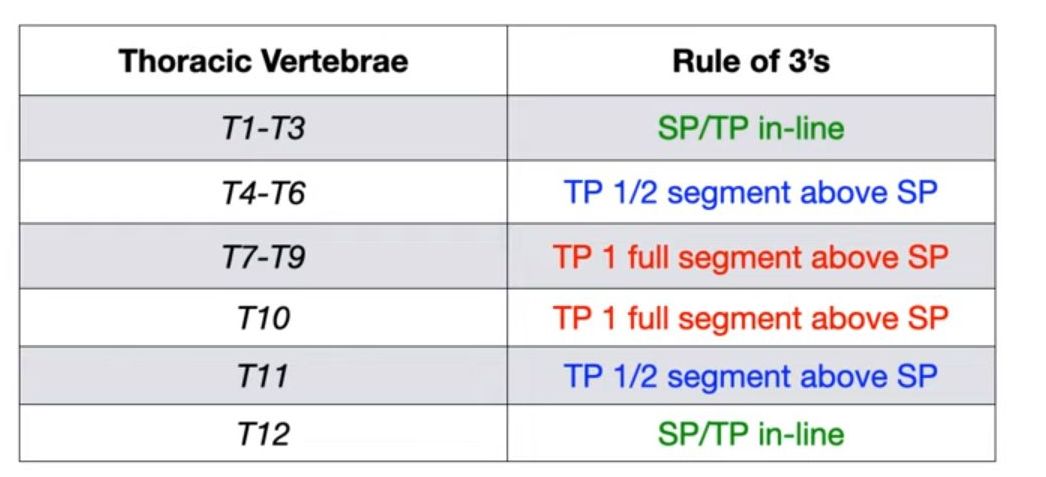 Thoracic Vertebrae Rule of 3’s
T1-T3 SP/TP in-line
T4-T6 TP 1/2 segment above SP
T7-T9 TP 1 full segment above SP
T10 TP 1 full segment above SP
T11 TP 1/2 segment above SP
T12 SP/TP in-line